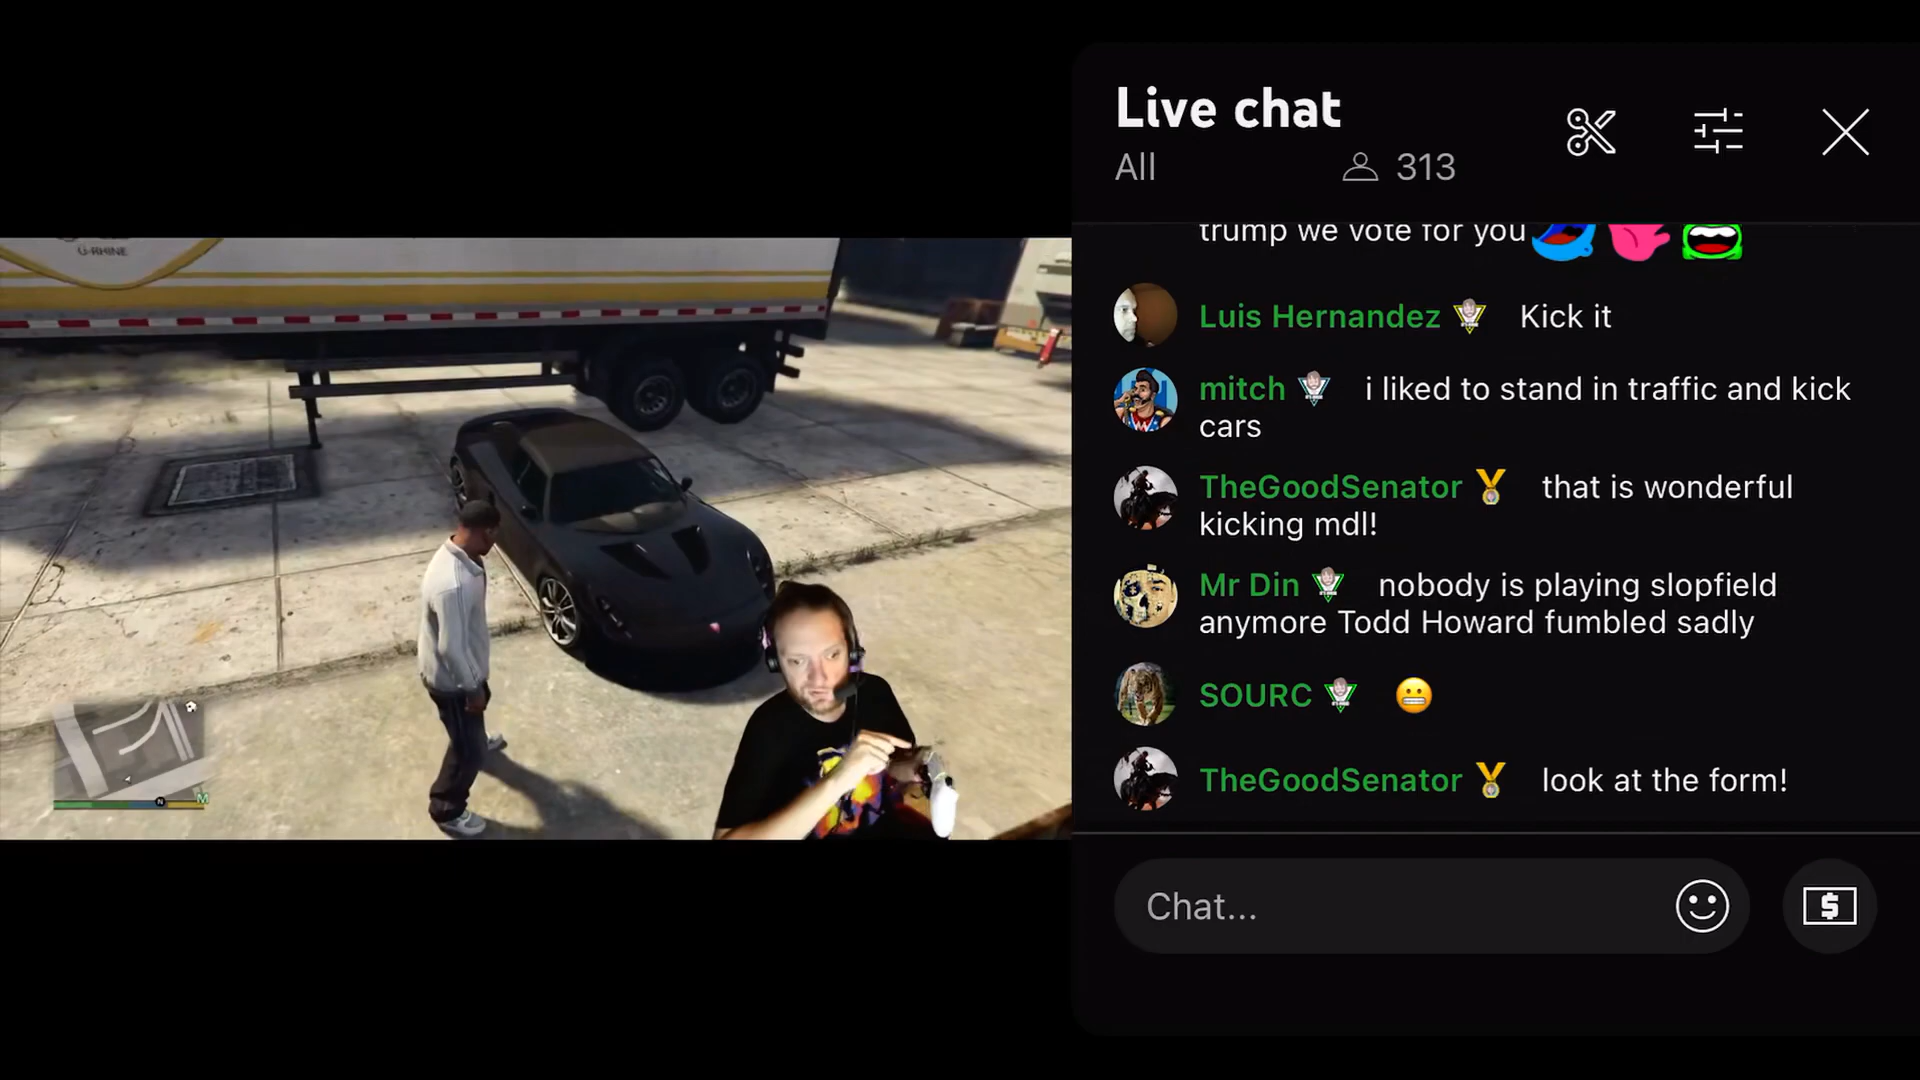 Ü-RHINE
Live chat
All
313
trump we vote for you
Luis Hernandez Kick it
mitch i liked to stand in traffic and kick
cars
TheGoodSenator that is wonderful
kicking mdl!
Mr Din nobody is playing slopfield
anymore Todd Howard fumbled sadly
SOURC
TheGoodSenator look at the form!
Chat...
N
M